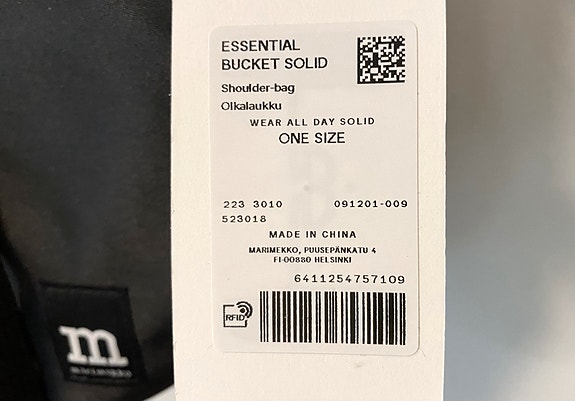 ESSENTIAL
BUCKET SOLID
Shoulder-bag
Olkalaukku
WEAR ALL DAY SOLID
ONE SIZE
223 3010 091201-009
523018
MADE IN CHINA
MARIMEKKO, PUUSEPÄNKATU 4
FI-00880 HELSINKI
6411254757109
RFID
m
marimekko